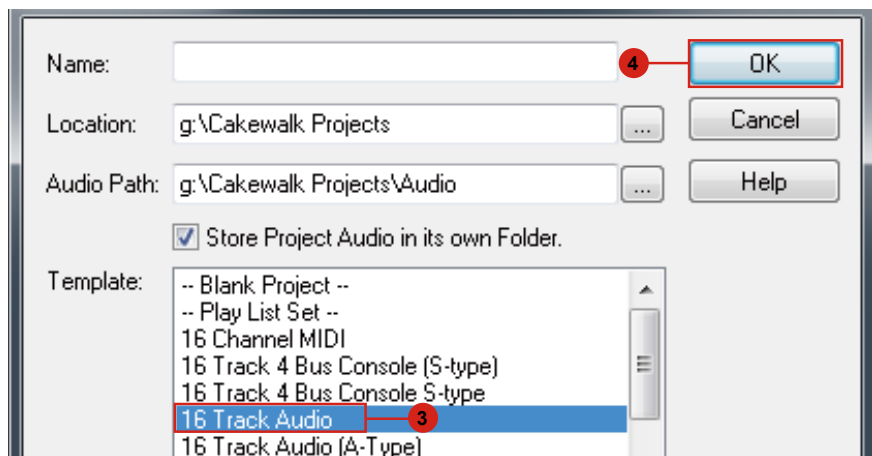 Name:
4
OK
Location:
g:\Cakewalk Projects
...
Cancel
Audio Path:
g:\Cakewalk Projects\Audio
...
Help
Store Project Audio in its own Folder.
Template:
-- Blank Project --
-- Play List Set --
16 Channel MIDI
16 Track 4 Bus Console (S-type)
16 Track 4 Bus Console S-type
16 Track Audio
3
16 Track Audio (A-Type)